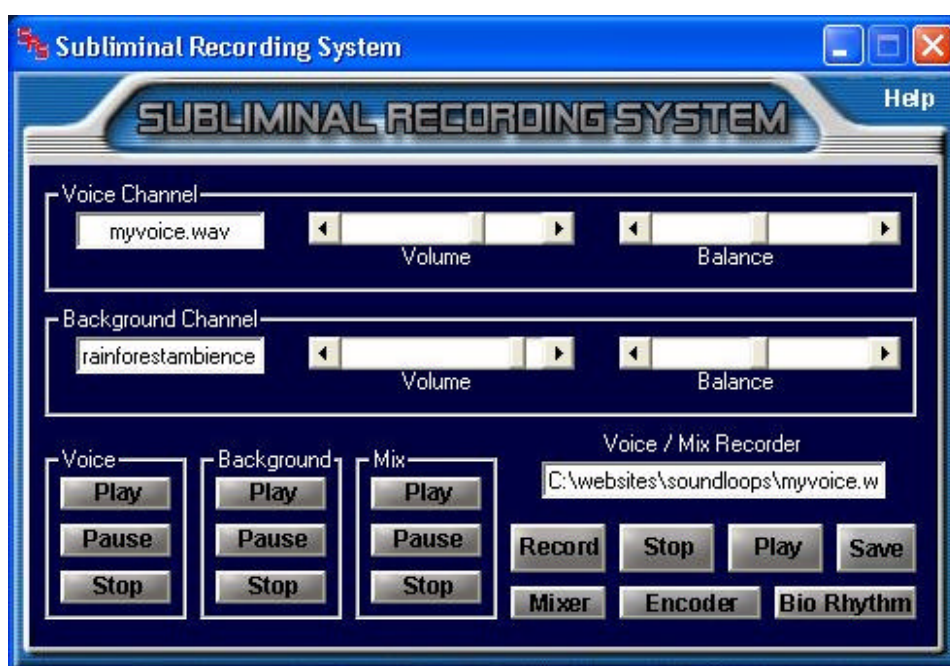 Subliminal Recording System
SUBLIMINAL RECORDING SYSTEM
Help
Voice Channel
myvoice.wav
Volume
Balance
Background Channel
rainforestambience
Volume
Balance
Voice
Play
Pause
Stop
Background
Play
Pause
Stop
Mix
Play
Pause
Stop
Voice / Mix Recorder
C:\websites\soundloops\myvoice.w
Record Stop Play Save
Mixer Encoder Bio Rhythm